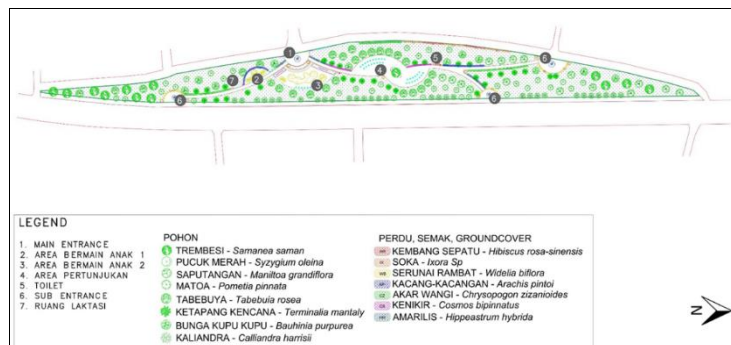 1
2
3
4
5
6
7
6
6
LEGEND
1. MAIN ENTRANCE
2. AREA BERMAIN ANAK 1
3. AREA BERMAIN ANAK 2
4. AREA PERTUNJUKAN
5. TOILET
6. SUB ENTRANCE
7. RUANG LAKTASI
POHON
TREMBESI - Samanea saman
PUCUK MERAH - Syzygium oleina
SAPUTANGAN - Maniltoa grandiflora
MATOA - Pometia pinnata
TABEBUYA - Tabebuia rosea
KETAPANG KENCANA - Terminalia mantaly
BUNGA KUPU KUPU - Bauhinia purpurea
KALIANDRA - Calliandra harrisii
PERDU, SEMAK, GROUNDCOVER
KEMBANG SEPATU - Hibiscus rosa-sinensis
SOKA - Ixora Sp
SERUNAI RAMBAT - Widelia biflora
KACANG-KACANGAN - Arachis pintoi
AKAR WANGI - Chrysopogon zizanioides
KENIKIR - Cosmos bipinnatus
AMARILIS - Hippeastrum hybrida
N